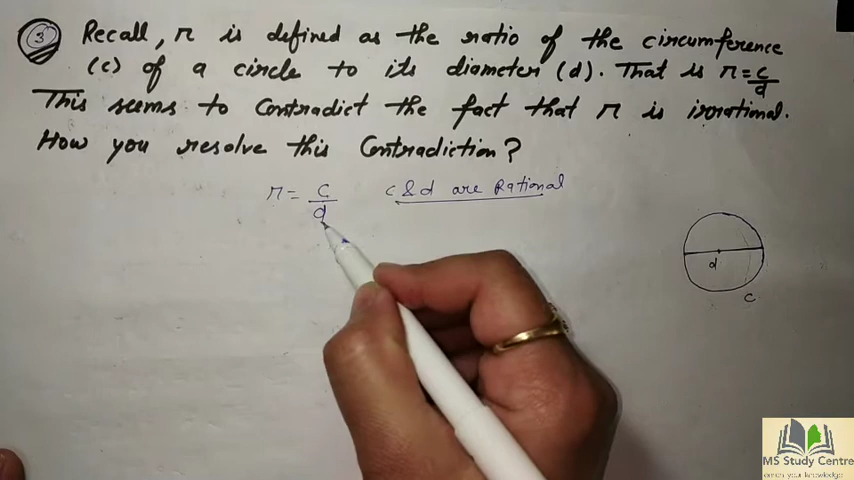 3 Recall, π is defined as the ratio of the circumference
(c) of a circle to its diameter (d). That is π = c/d
This seems to Contradict the fact that π is irrational.
How you resolve this Contradiction?
π = c/d c & d are Rational
d
c
MS Study Centre